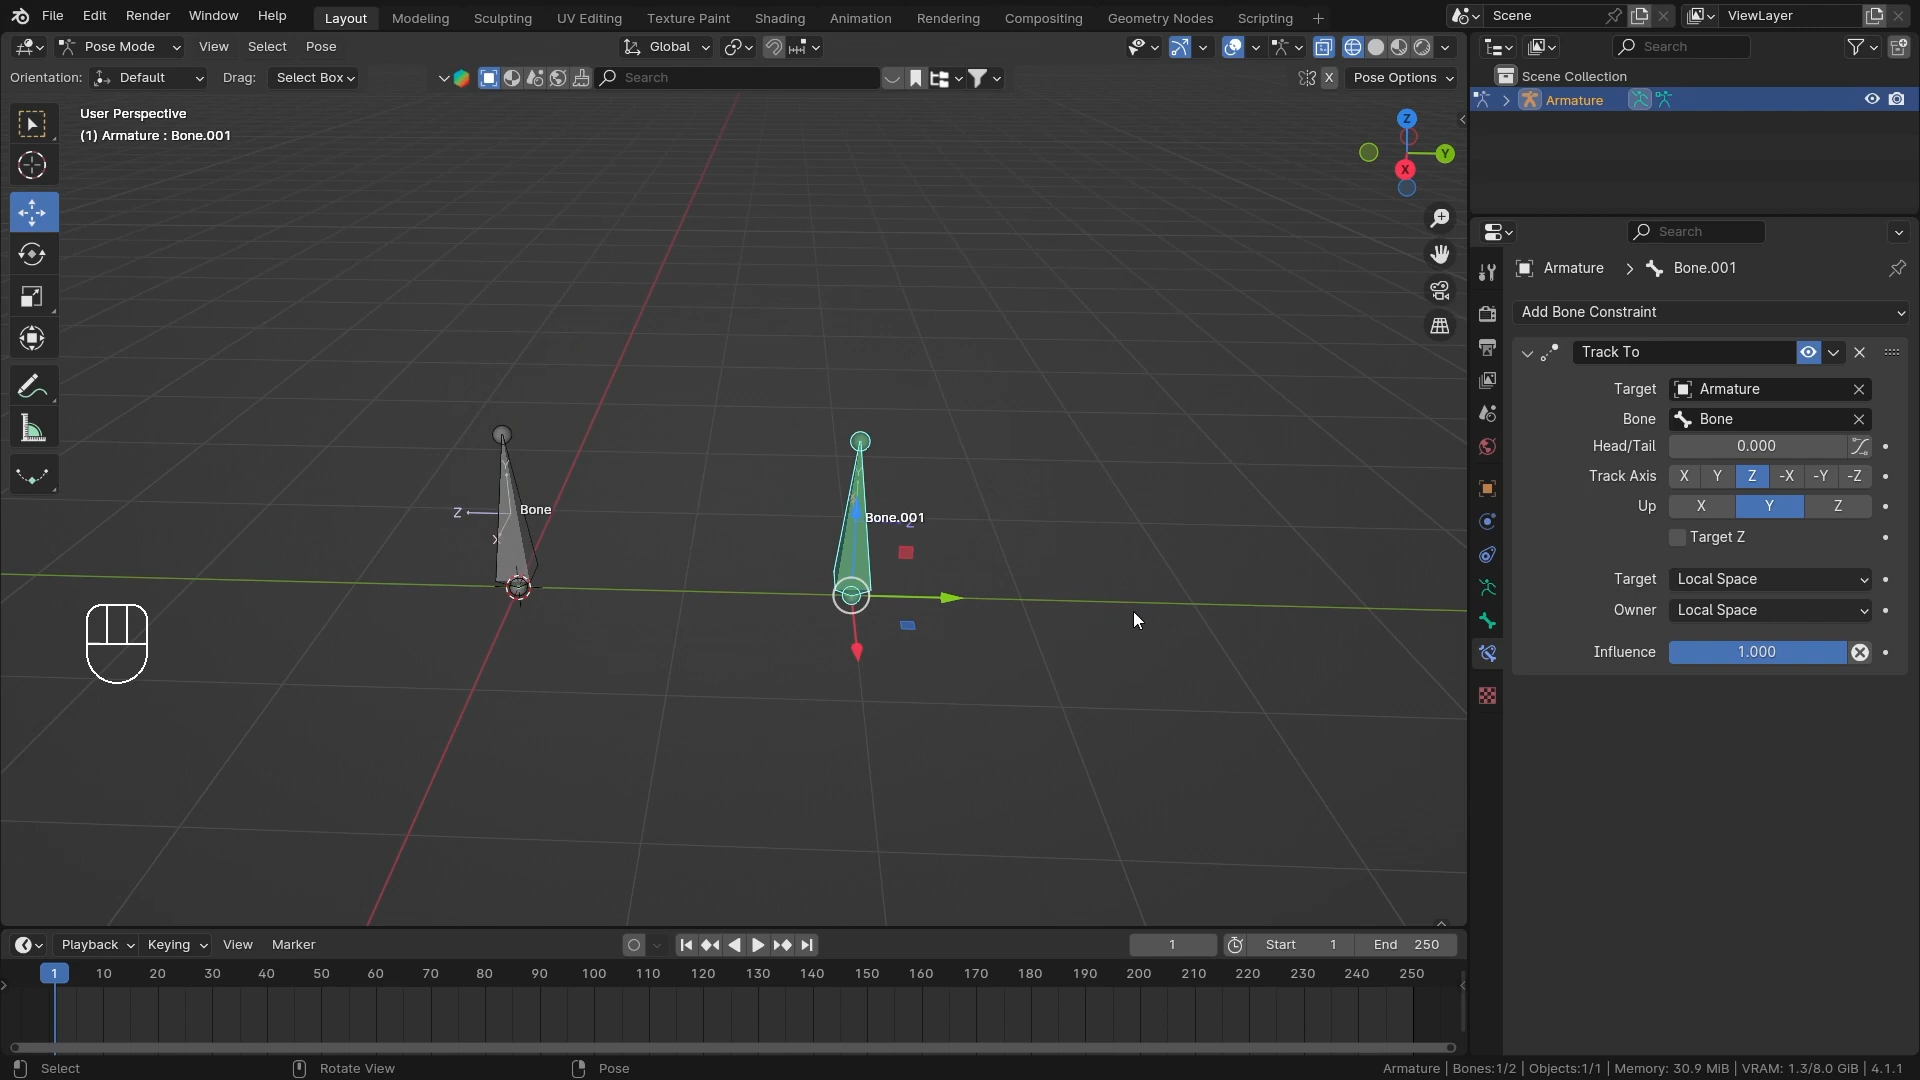 File Edit Render Window Help Layout Modeling Sculpting UV Editing Texture Paint Shading Animation Rendering Compositing Geometry Nodes Scripting + Scene ViewLayer
Pose Mode View Select Pose Global Search
Orientation: Default Drag: Select Box Search X Pose Options
Scene Collection
Armature
User Perspective
(1) Armature : Bone.001
Z
Y
X
Search
Armature > Bone.001
Add Bone Constraint
Track To
Target Armature
Bone Bone
Head/Tail 0.000
Track Axis X Y Z -X -Y -Z
Up X Y Z
Target Z
Target Local Space
Owner Local Space
Influence 1.000
Y
Z Bone
X
Bone.001
Z
Playback Keying View Marker 1 Start 1 End 250
1 10 20 30 40 50 60 70 80 90 100 110 120 130 140 150 160 170 180 190 200 210 220 230 240 250
Select Rotate View Pose Armature | Bones:1/2 | Objects:1/1 | Memory: 30.9 MiB | VRAM: 1.3/8.0 GiB | 4.1.1